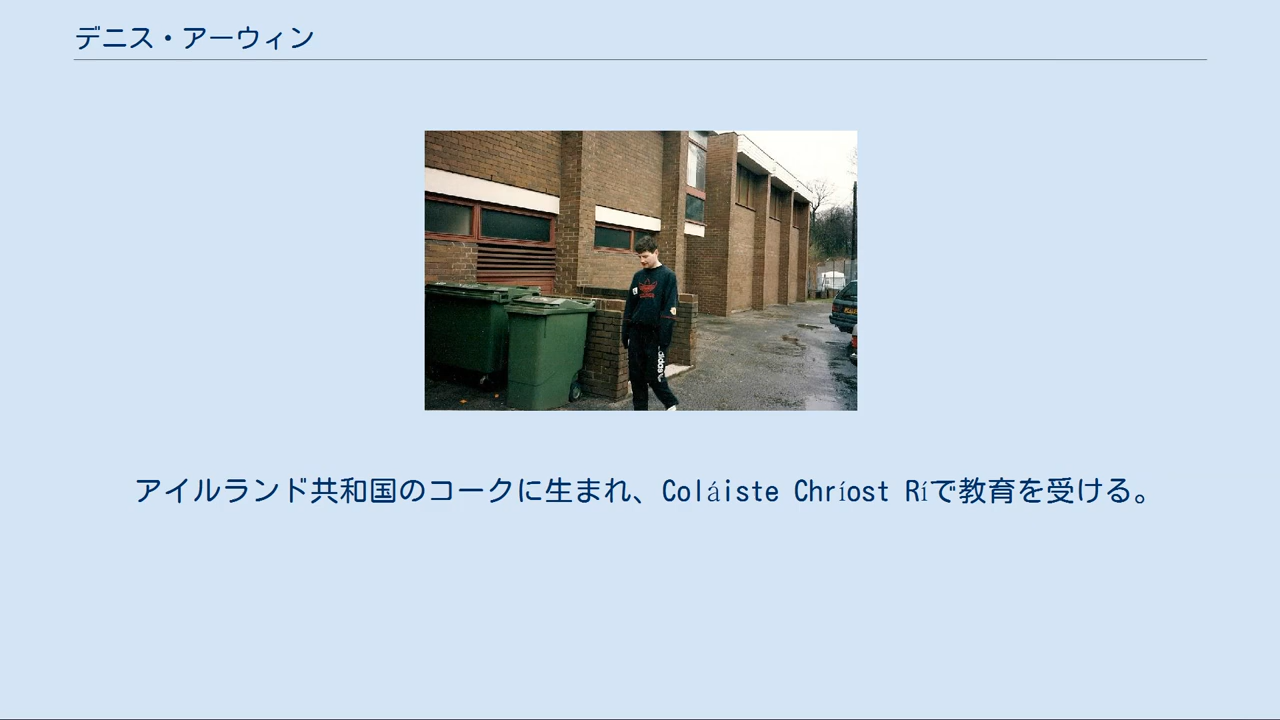 デニス・アーウィン
adidas
アイルランド共和国のコークに生まれ、Coláiste Chríost Ríで教育を受ける。